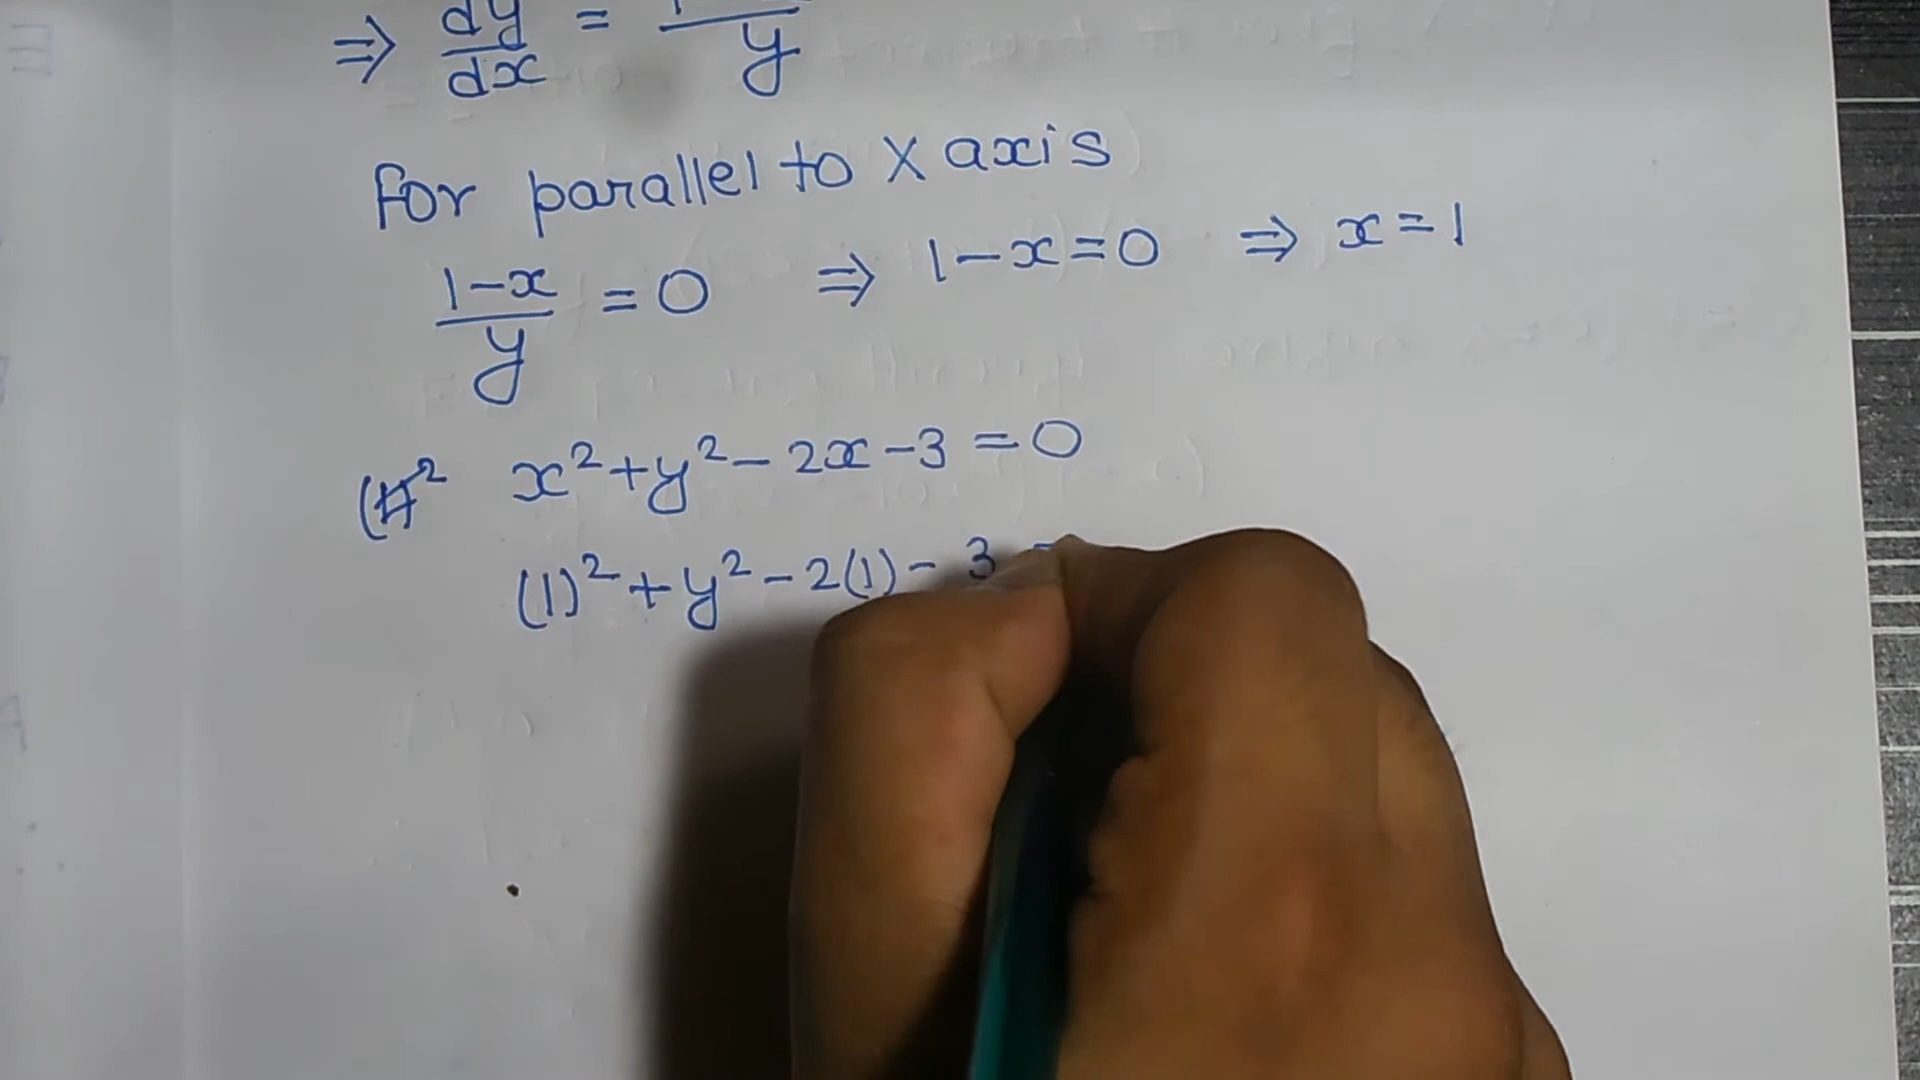 ⇒ dy/dx = 1-x/y
For parallel to X axis
1-x/y = 0 ⇒ 1-x=0 ⇒ x=1
x²+y²-2x-3=0
(1)²+y²-2(1)-3=